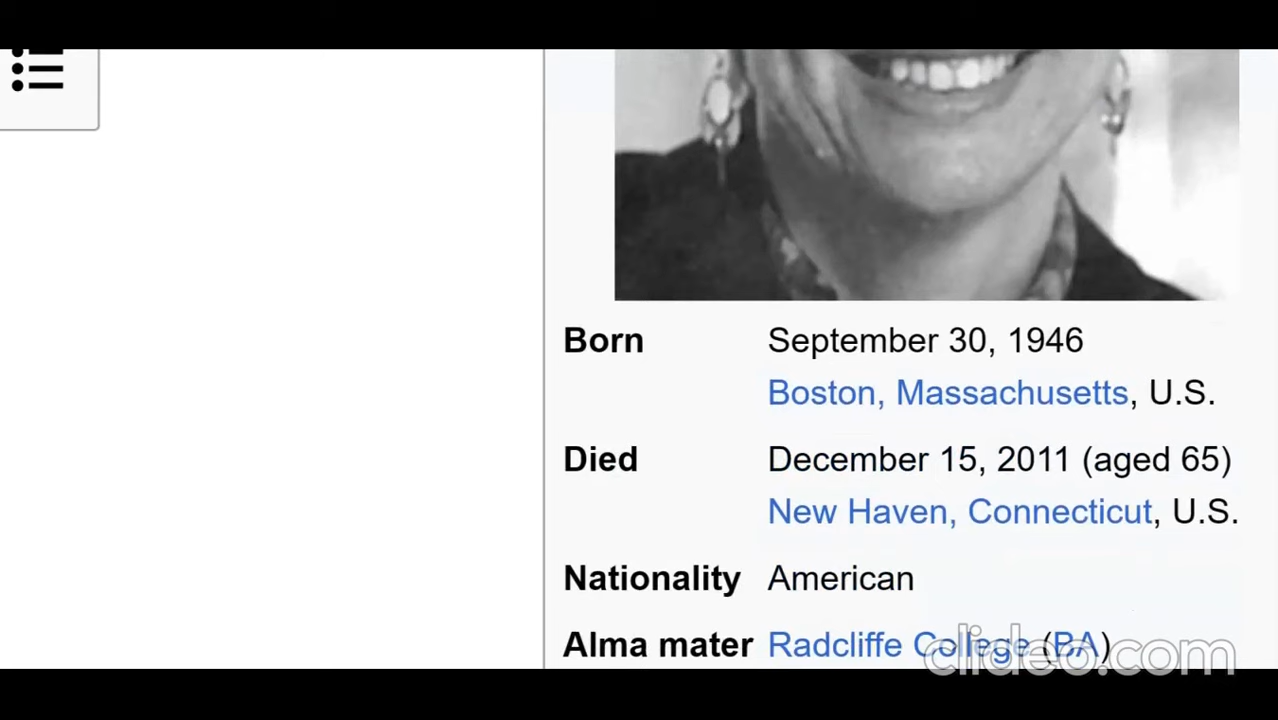 Born September 30, 1946
Boston, Massachusetts, U.S.
Died December 15, 2011 (aged 65)
New Haven, Connecticut, U.S.
Nationality American
Alma mater Radcliffe College (BA)
clideo.com